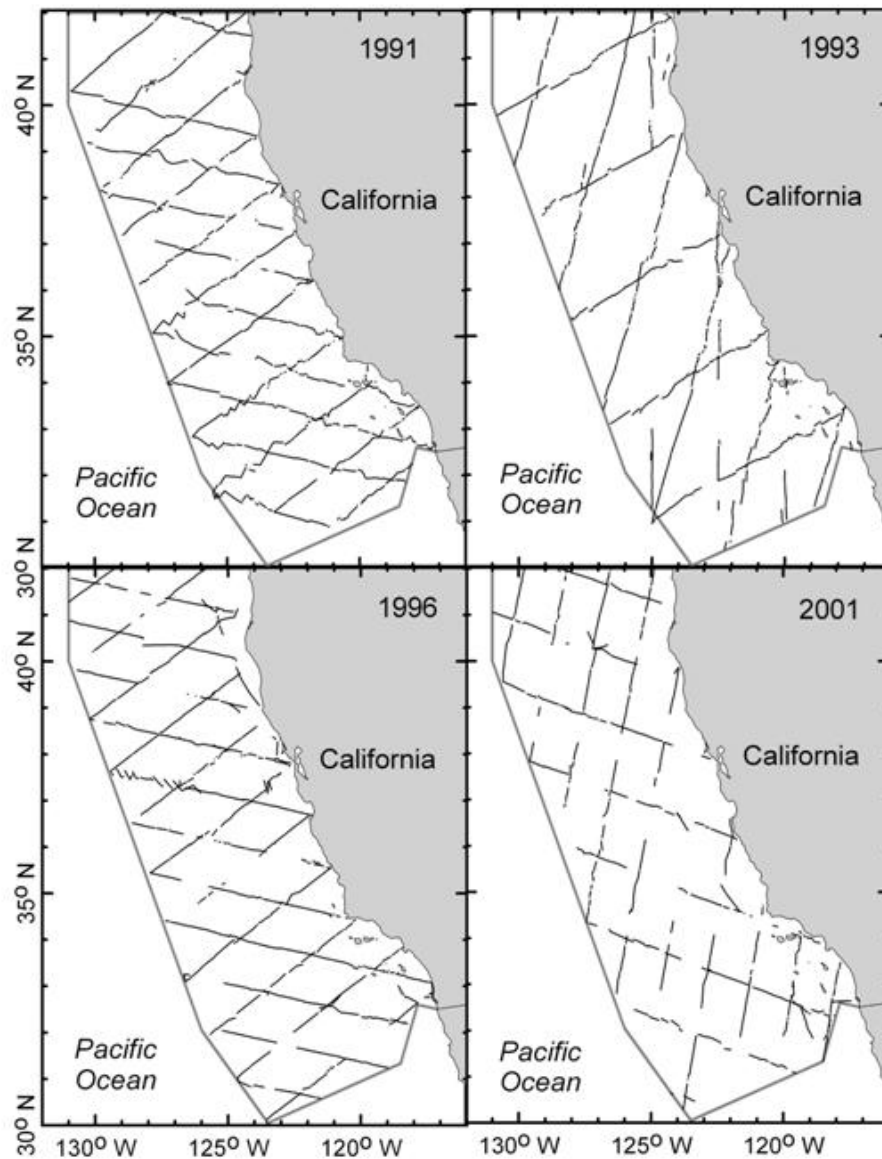 1991
1993
40° N
California
California
35° N
Pacific
Ocean
Pacific
Ocean
30° N
30° N
1996
2001
40° N
California
California
35° N
Pacific
Ocean
Pacific
Ocean
30° N
130° W
125° W
120° W
130° W
125° W
120° W